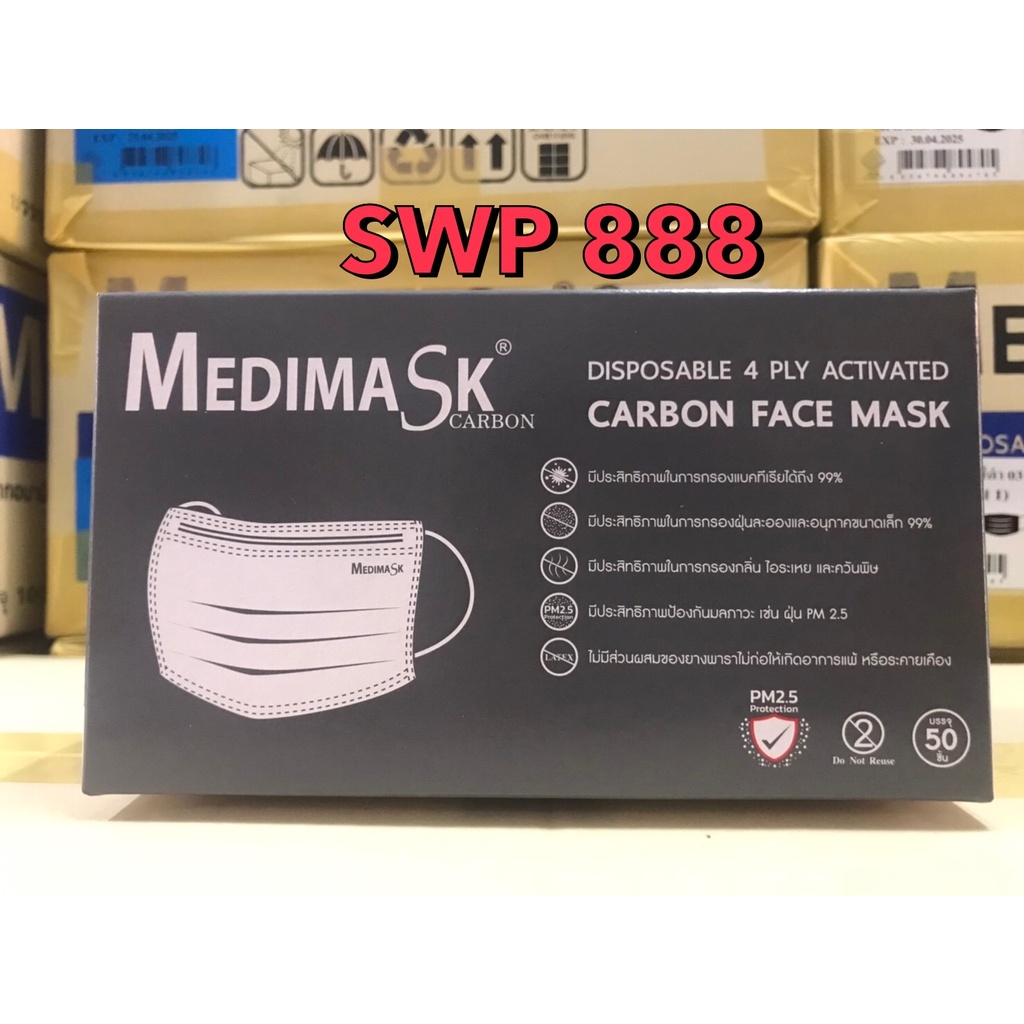 EXP : 30.04.2025
SWP 888
MEDIMASK®
CARBON
DISPOSABLE 4 PLY ACTIVATED
CARBON FACE MASK
มีประสิทธิภาพในการกรองแบคทีเรียได้ถึง 99%
มีประสิทธิภาพในการกรองฝุ่นละอองและอนุภาคขนาดเล็ก 99%
มีประสิทธิภาพในการกรองกลิ่น ไอระเหย และควันพิษ
PM2.5
Protection
มีประสิทธิภาพป้องกันมลภาวะ เช่น ฝุ่น PM 2.5
LATEX
ไม่มีส่วนผสมของยางพาราไม่ก่อให้เกิดอาการแพ้ หรือระคายเคือง
MEDIMASK
PM2.5
Protection
2
Do Not Reuse
บรรจุ
50
ชิ้น